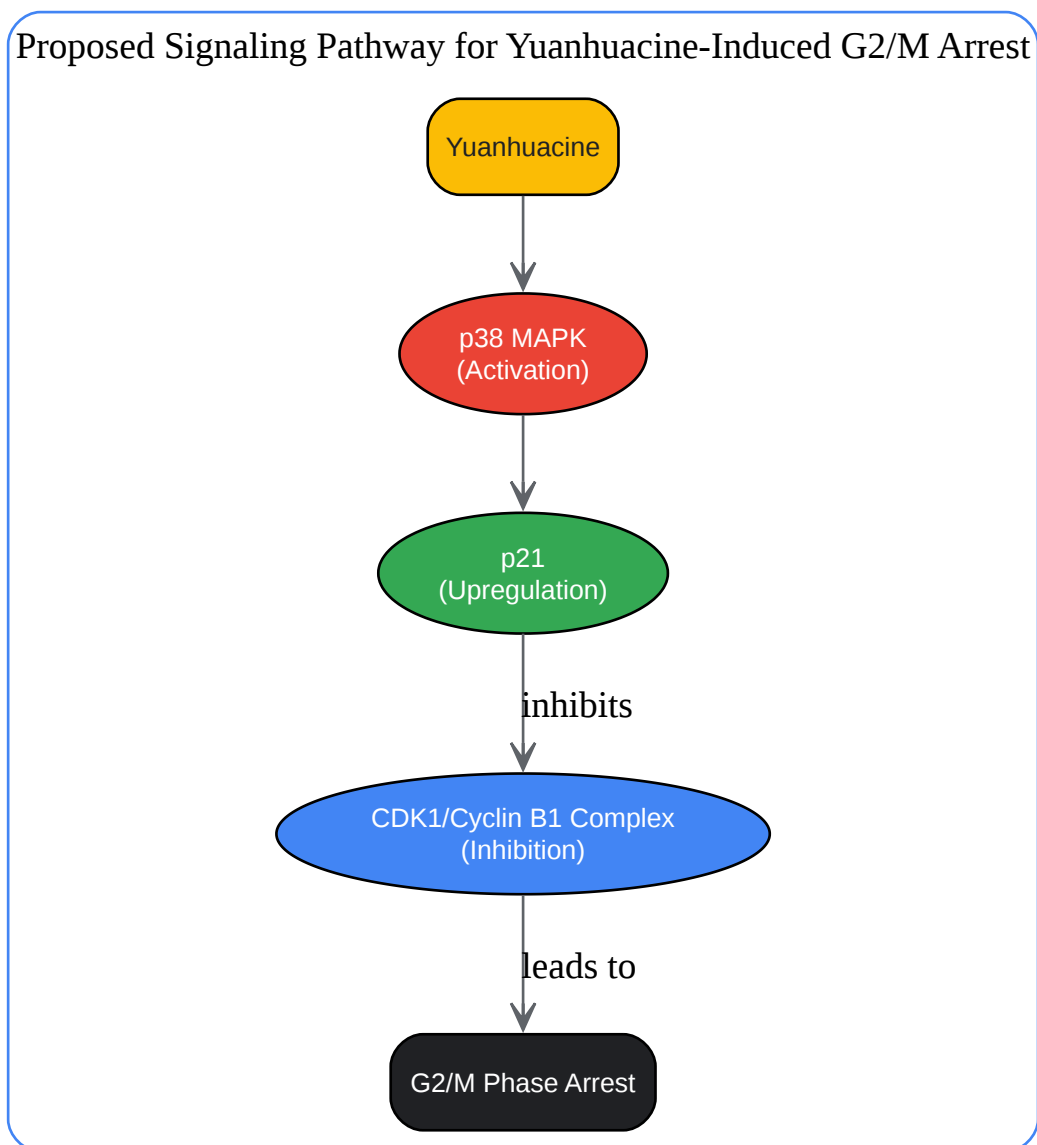 Proposed Signaling Pathway for Yuanhuacine-Induced G2/M Arrest
Yuanhuacine
p38 MAPK
(Activation)
p21
(Upregulation)
inhibits
CDK1/Cyclin B1 Complex
(Inhibition)
leads to
G2/M Phase Arrest